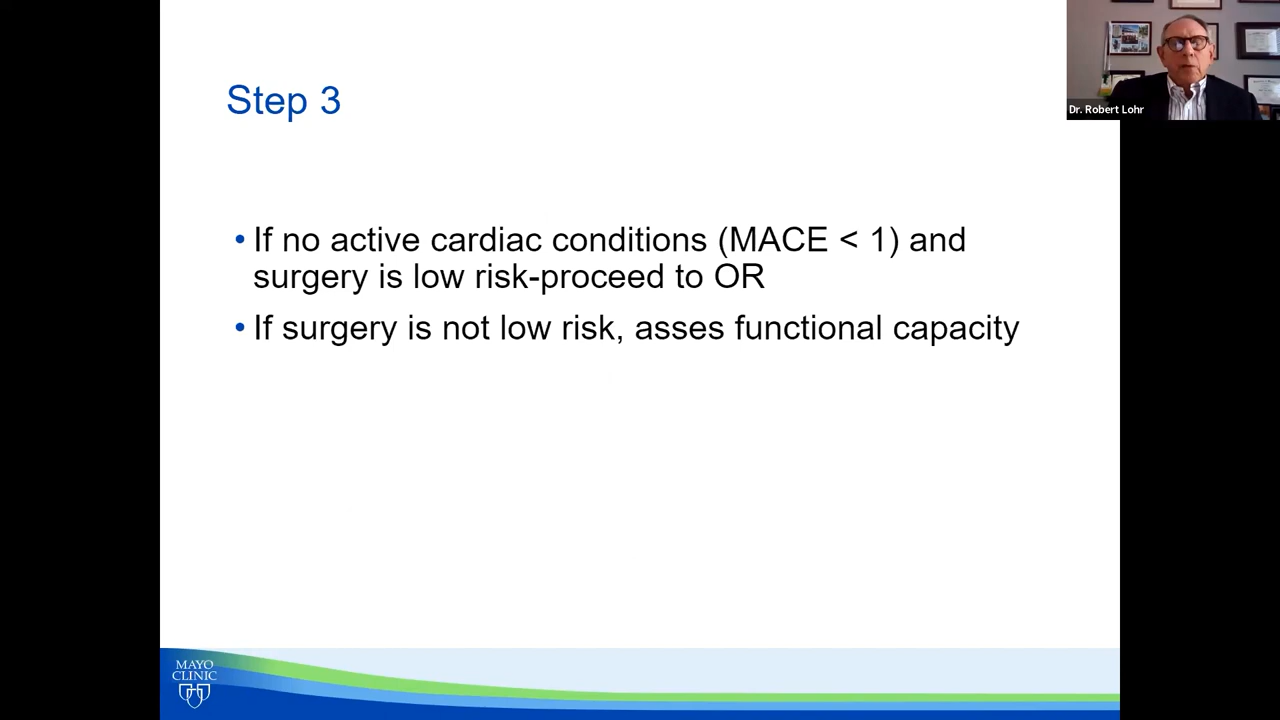 Step 3
• If no active cardiac conditions (MACE < 1) and
surgery is low risk-proceed to OR
• If surgery is not low risk, asses functional capacity
Dr. Robert Lohr
MAYO
CLINIC